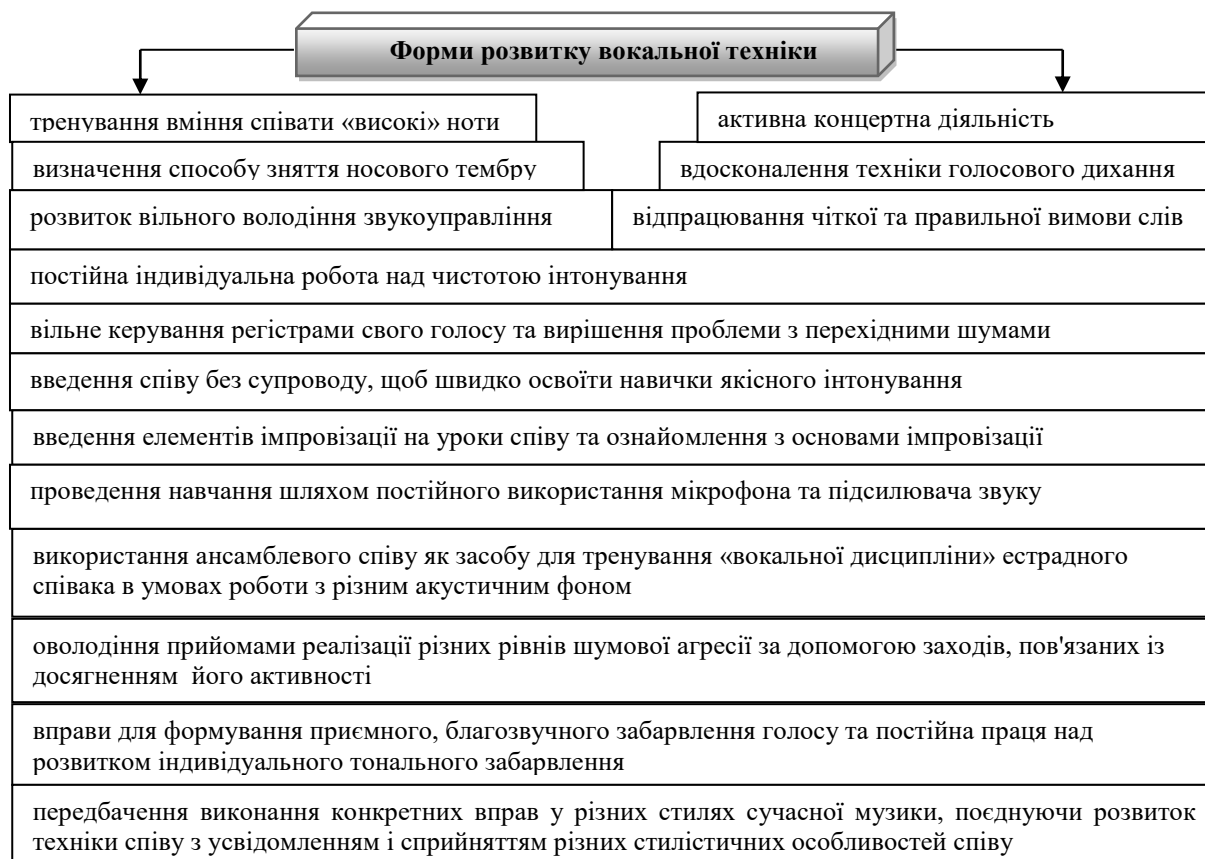 Форми розвитку вокальної техніки
тренування вміння співати «високі» ноти
активна концертна діяльність
визначення способу зняття носового тембру
вдосконалення техніки голосового дихання
розвиток вільного володіння звукоуправління
відпрацювання чіткої та правильної вимови слів
постійна індивідуальна робота над чистотою інтонування
вільне керування регістрами свого голосу та вирішення проблеми з перехідними шумами
введення співу без супроводу, щоб швидко освоїти навички якісного інтонування
введення елементів імпровізації на уроки співу та ознайомлення з основами імпровізації
проведення навчання шляхом постійного використання мікрофона та підсилювача звуку
використання ансамблевого співу як засобу для тренування «вокальної дисципліни» естрадного
співака в умовах роботи з різним акустичним фоном
оволодіння прийомами реалізації різних рівнів шумової агресії за допомогою заходів, пов'язаних із
досягненням його активності
вправи для формування приємного, благозвучного забарвлення голосу та постійна праця над
розвитком індивідуального тонального забарвлення
передбачення виконання конкретних вправ у різних стилях сучасної музики, поєднуючи розвиток
техніки співу з усвідомленням і сприйняттям різних стилістичних особливостей співу